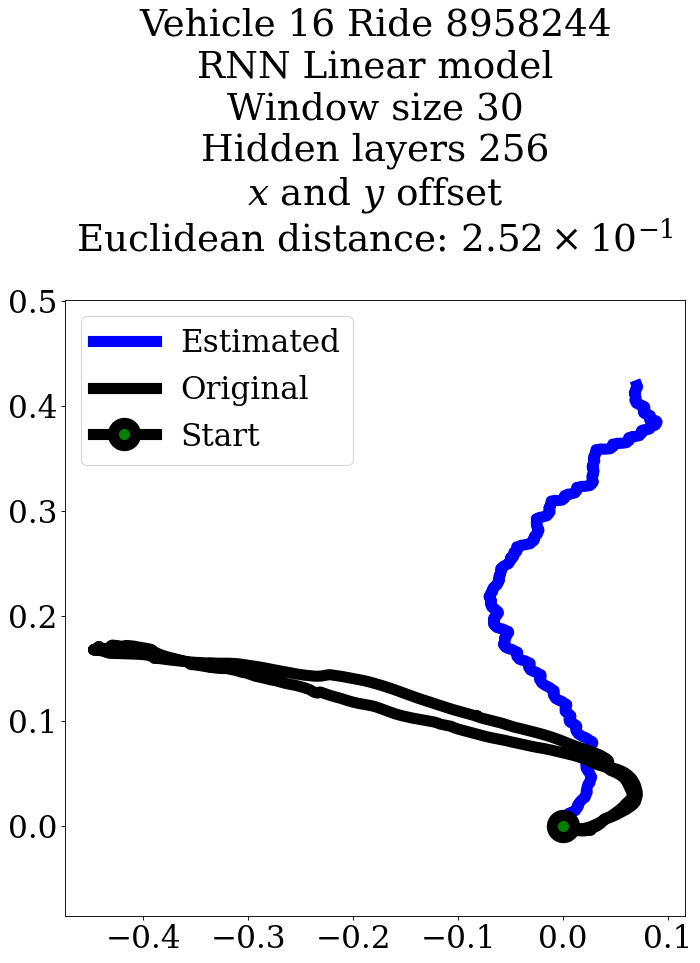 Vehicle 16 Ride 8958244
RNN Linear model
Window size 30
Hidden layers 256
x and y offset
Euclidean distance: 2.52 × 10⁻¹
0.5
0.4
0.3
0.2
0.1
0.0
Estimated
Original
Start
−0.4 −0.3 −0.2 −0.1 0.0 0.1